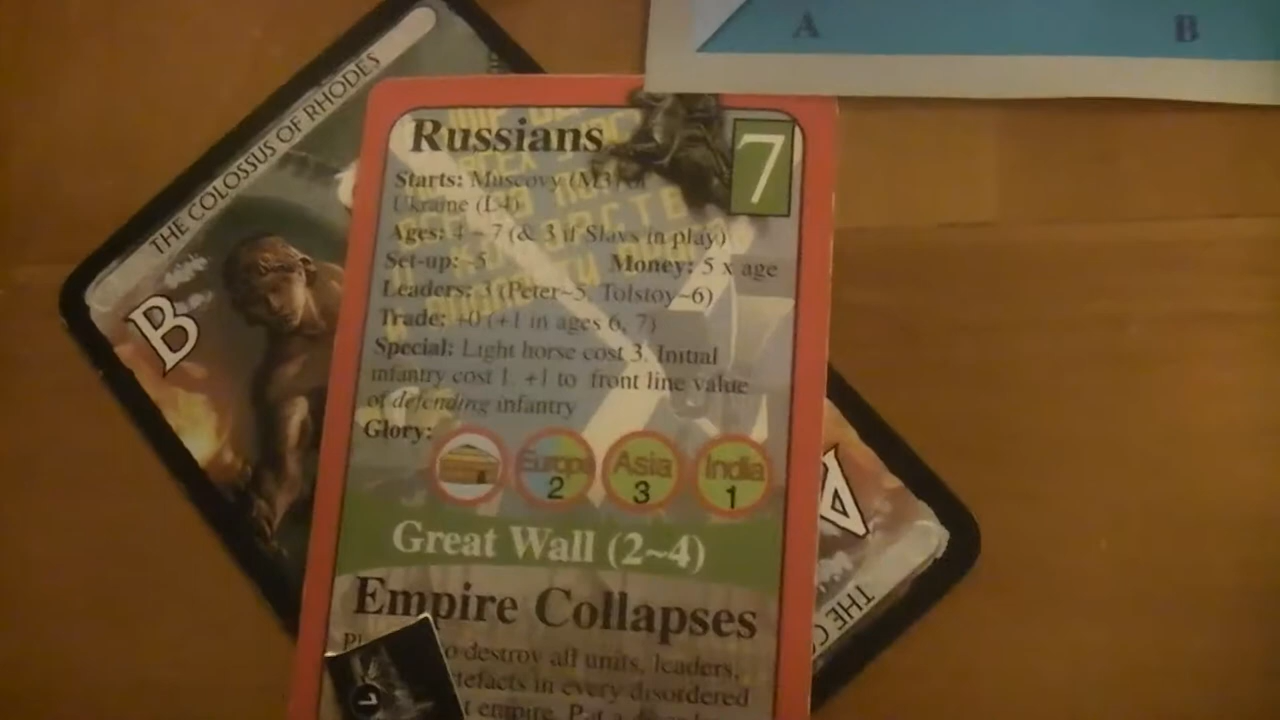 A B
THE COLOSSUS OF RHODES
B
Russians
7
Starts: Muscovy (M3) or
Ukraine (L4)
Ages: 4 – 7 (& 3 if Slavs in play)
Set-up: -5 Money: 5 x age
Leaders: 3 (Peter~5, Tolstoy~6)
Trade: +0 (+1 in ages 6, 7)
Special: Light horse cost 3. Initial
infantry cost 1. +1 to front line value
of defending infantry
Glory:
Europe 2
Asia 3
India 1
Great Wall (2~4)
Empire Collapses
destroy all units, leaders,
in every disordered
empire.
A
THE